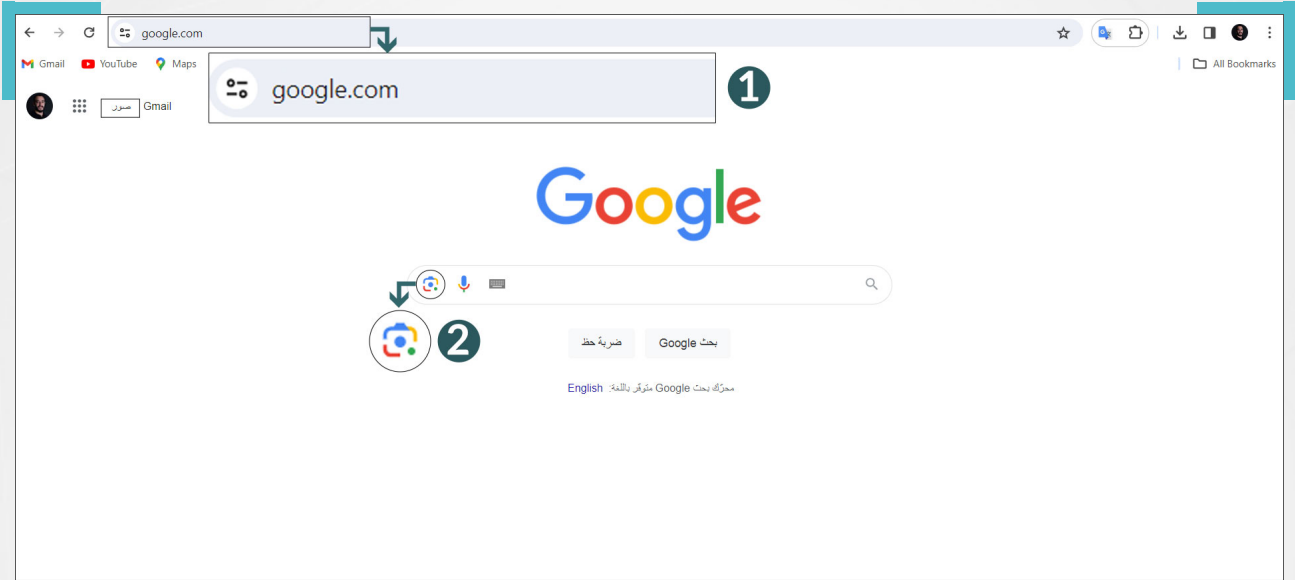 google.com
Gmail YouTube Maps All Bookmarks
google.com 1
صور Gmail
Google
2
بحث Google ضربة حظ
محرّك بحث Google متوفّر باللغة: English